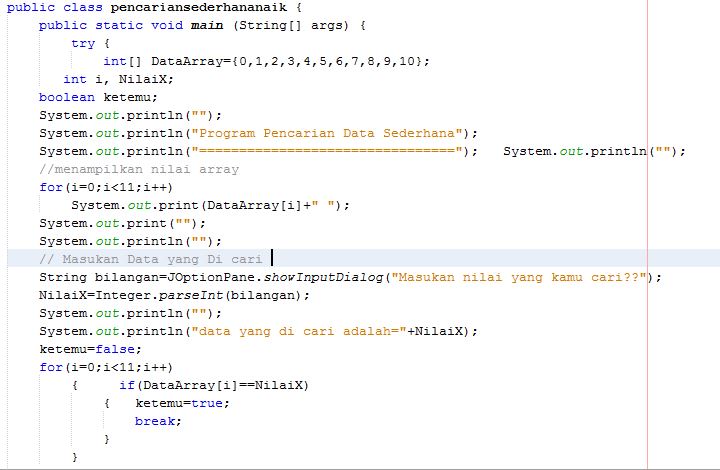 public class pencariansederhananaik {
public static void main (String[] args) {
try {
int[] DataArray={0,1,2,3,4,5,6,7,8,9,10};
int i, NilaiX;
boolean ketemu;
System.out.println("");
System.out.println("Program Pencarian Data Sederhana");
System.out.println("================================"); System.out.println("");
//menampilkan nilai array
for(i=0;i<11;i++)
System.out.print(DataArray[i]+" ");
System.out.print("");
System.out.println("");
// Masukan Data yang Di cari
String bilangan=JOptionPane.showInputDialog("Masukan nilai yang kamu cari??");
NilaiX=Integer.parseInt(bilangan);
System.out.println("");
System.out.println("data yang di cari adalah="+NilaiX);
ketemu=false;
for(i=0;i<11;i++)
{ if(DataArray[i]==NilaiX)
{ ketemu=true;
break;
}
}